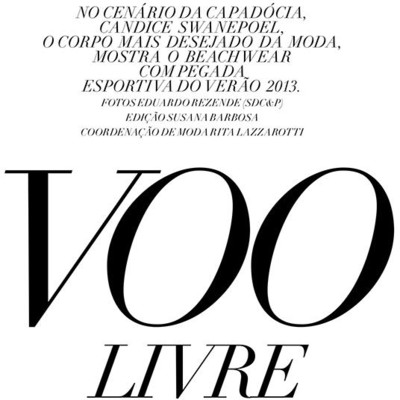 NO CENÁRIO DA CAPADÓCIA,
CANDICE SWANEPOEL,
O CORPO MAIS DESEJADO DA MODA,
MOSTRA O BEACHWEAR
COM PEGADA
ESPORTIVA DO VERÃO 2013.
FOTOS EDUARDO REZENDE (SDC&P)
EDIÇÃO SUSANA BARBOSA
COORDENAÇÃO DE MODA RITA LAZZAROTTI
VOO
LIVRE